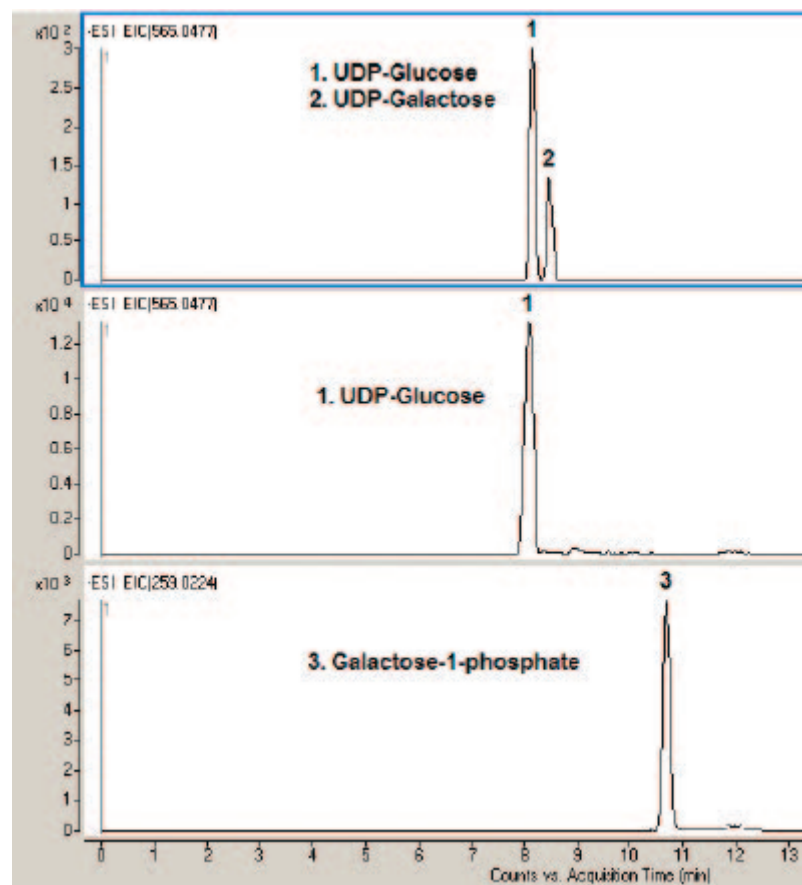 x10 2 -ESI EIC(565.0477) 1
3 1
2.5
2
1.5
1
0.5
0
1. UDP-Glucose
2. UDP-Galactose
2
x10 4 -ESI EIC(565.0477) 1
1
1.2
1
0.8
0.6
0.4
0.2
0
1. UDP-Glucose
x10 3 -ESI EIC(259.0224) 3
1
7
6
5
4
3
2
1
0
3. Galactose-1-phosphate
0 1 2 3 4 5 6 7 8 9 10 11 12 13
Counts vs. Acquisition Time (min)